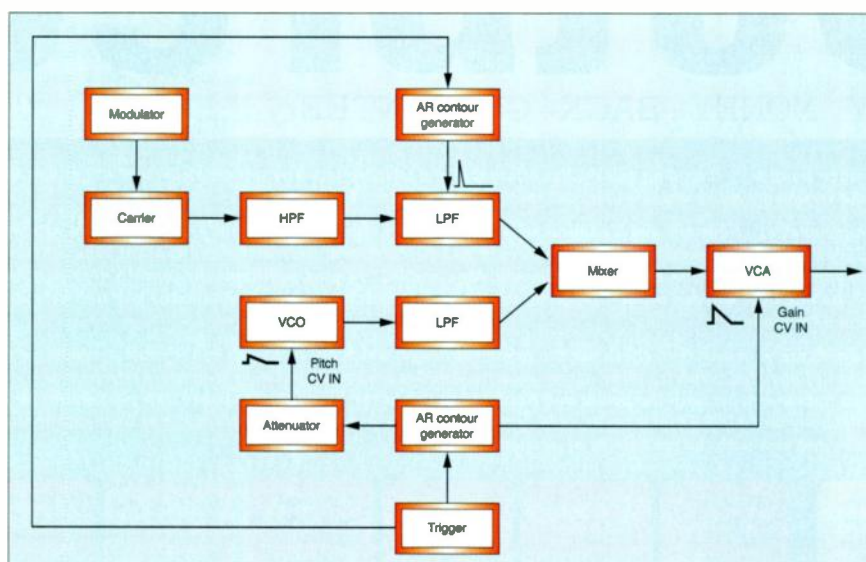 Modulator
AR contour
generator
Carrier
HPF
LPF
Mixer
VCA
VCO
LPF
Gain
CV IN
Pitch
CV IN
Attenuator
AR contour
generator
Trigger